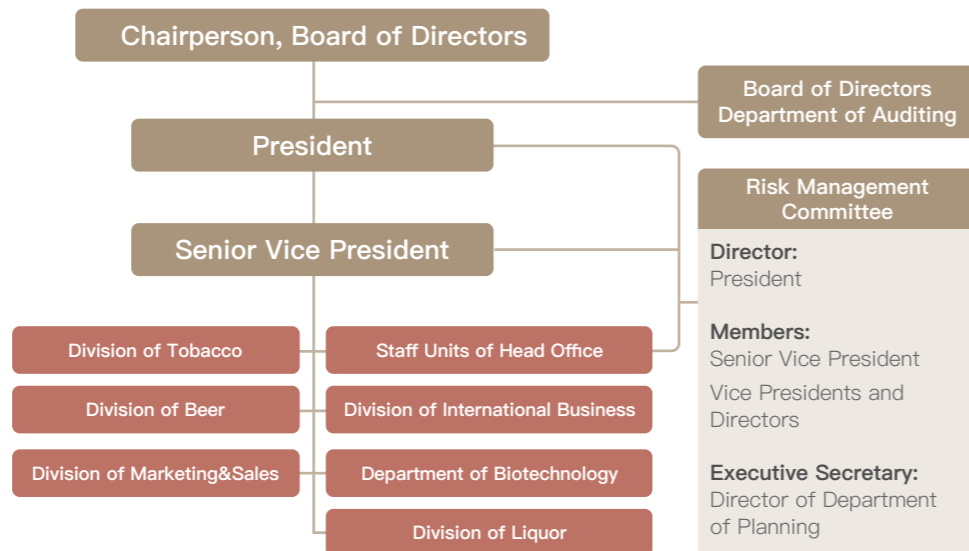 Chairperson, Board of Directors
Board of Directors
Department of Auditing
President
Senior Vice President
Division of Tobacco
Staff Units of Head Office
Division of Beer
Division of International Business
Division of Marketing&Sales
Department of Biotechnology
Division of Liquor
Risk Management
Committee
Director:
President
Members:
Senior Vice President
Vice Presidents and
Directors
Executive Secretary:
Director of Department
of Planning